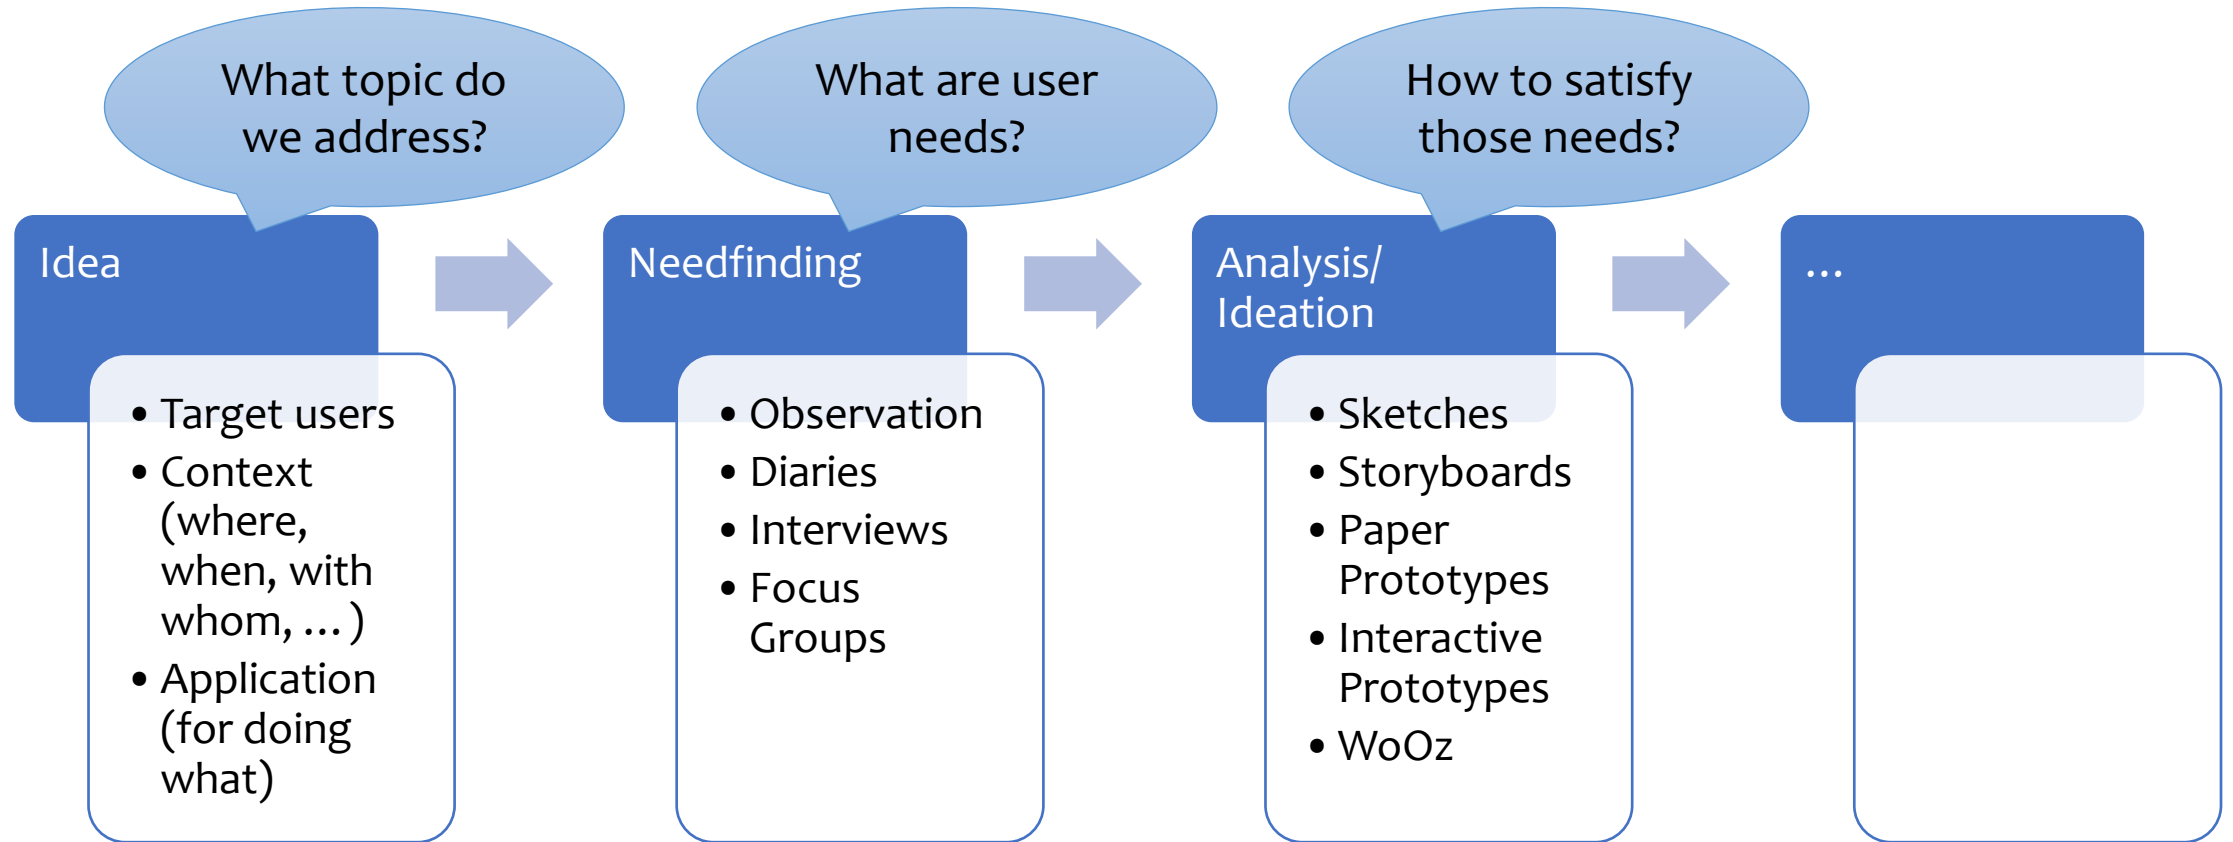 What topic do
we address?
What are user
needs?
How to satisfy
those needs?
Idea
• Target users
• Context
(where,
when, with
whom, … )
• Application
(for doing
what)
Needfinding
• Observation
• Diaries
• Interviews
• Focus
Groups
Analysis/
Ideation
• Sketches
• Storyboards
• Paper
Prototypes
• Interactive
Prototypes
• WoOz
…